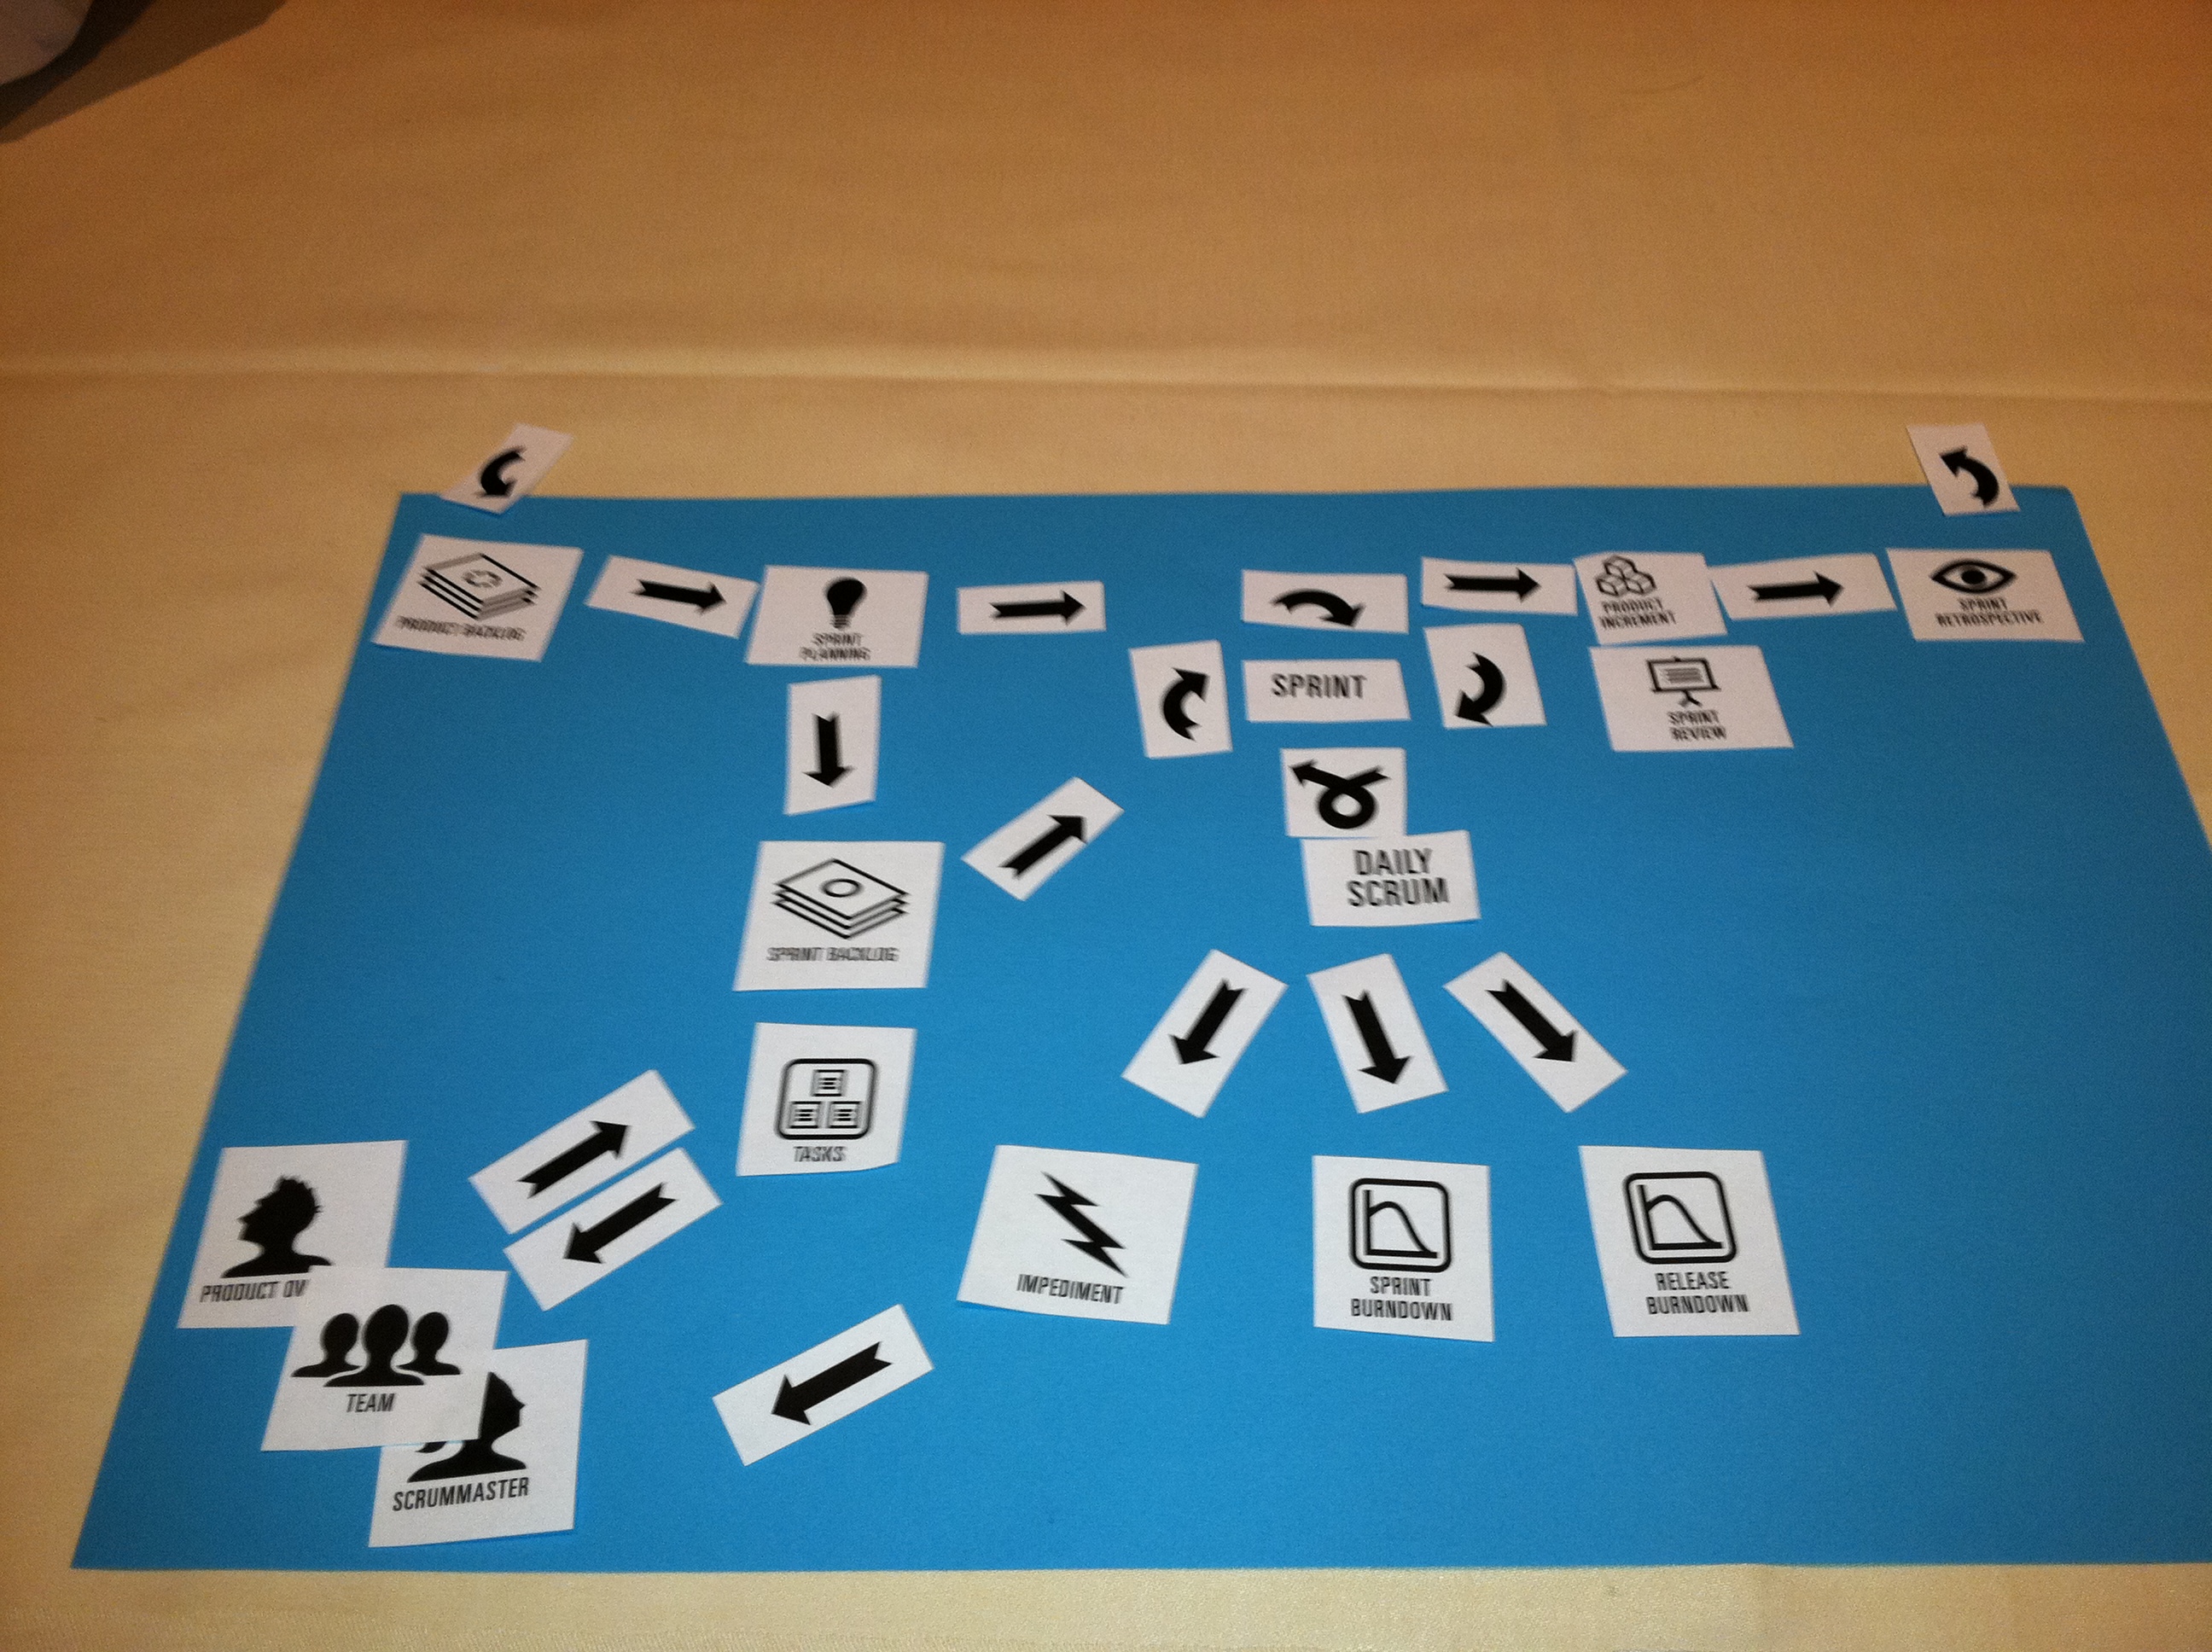 PRODUCT BACKLOG
SPRINT
PLANNING
SPRINT
PRODUCT
INCREMENT
SPRINT
RETROSPECTIVE
SPRINT
REVIEW
SPRINT BACKLOG
DAILY
SCRUM
TASKS
PRODUCT OW
TEAM
SCRUMMASTER
IMPEDIMENT
SPRINT
BURNDOWN
RELEASE
BURNDOWN